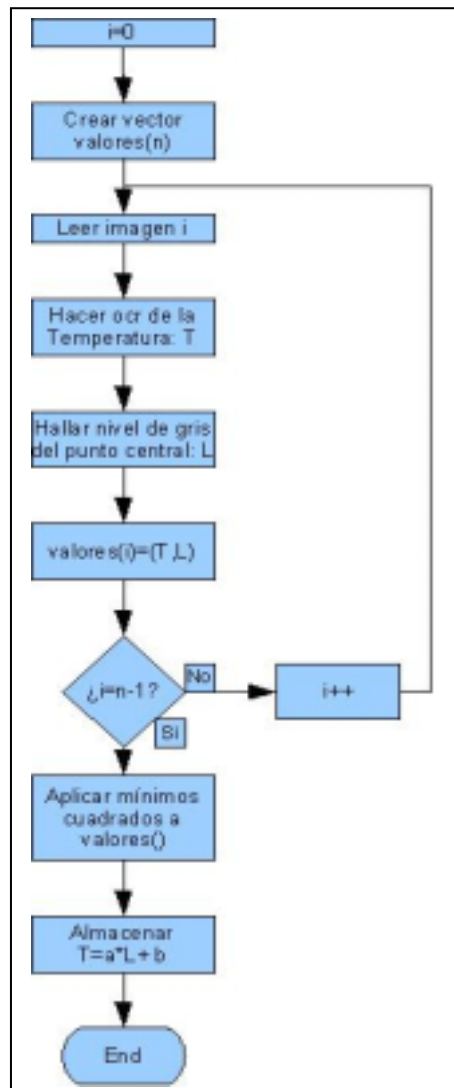 i=0
Crear vector
valores(n)
Leer imagen i
Hacer ocr de la
Temperatura: T
Hallar nivel de gris
del punto central: L
valores(i)=(T,L)
¿i=n-1?
No
i++
Si
Aplicar mínimos
cuadrados a
valores()
Almacenar
T=a*L+b
End